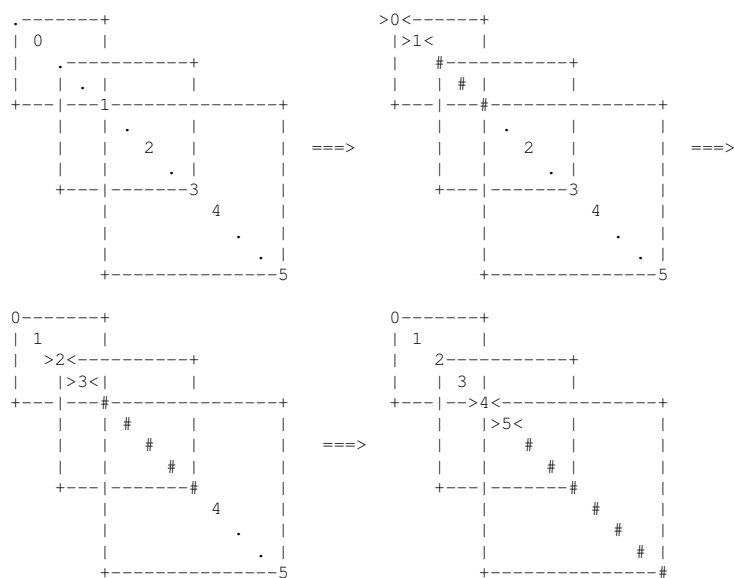 .-------+ >0<------+
| 0 | | >1< |
| .-----|-------+ | #-----|-------+
| . | | | # | |
+---|---1-------|-------+ +---|---#-------|-------+
| | . | | | | . | |
| | 2 | | ===> | | 2 | | ===>
| | . | | | | . | |
+---|-------3 | +---|-------3 |
| 4 | | 4 |
| . | | . |
| . | | . |
+---------------5 +---------------5
0-------+ 0-------+
| 1 | | 1 |
| >2<----|-------+ | 2-----|-------+
| |>3< | | | 3 | |
+---|---#-------|-------+ +---|-->4<------|-------+
| | # | | | | >5< | |
| | # | | ===> | | # | |
| | # | | | | # | |
+---|-------# | +---|-------# |
| 4 | | # |
| . | | # |
| . | | # |
+---------------5 +---------------#